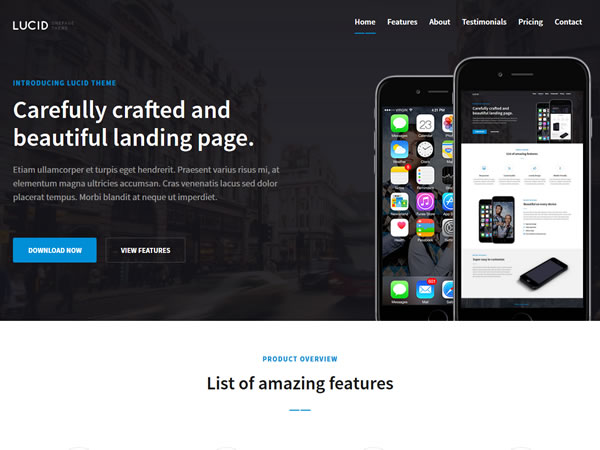 LUCID ONEPAGE THEME
Home Features About Testimonials Pricing Contact
INTRODUCING LUCID THEME
Carefully crafted and
beautiful landing page.
Etiam ullamcorper et turpis eget hendrerit. Praesent varius risus mi, at
elementum magna ultricies accumsan. Cras venenatis lacus sed dolor
placerat tempus. Morbi blandit at neque ut imperdiet.
DOWNLOAD NOW VIEW FEATURES
4:21 PM
Messages Calendar Photos Camera
Weather Clock Maps Videos
Notes Reminders Stocks Game Center
Newsstand iTunes Store App Store iBooks
Health Passbook Settings
Phone Mail Safari Music
Carefully crafted and
beautiful landing page.
List of amazing features
Beautiful on every device
Super easy to customize
PRODUCT OVERVIEW
List of amazing features